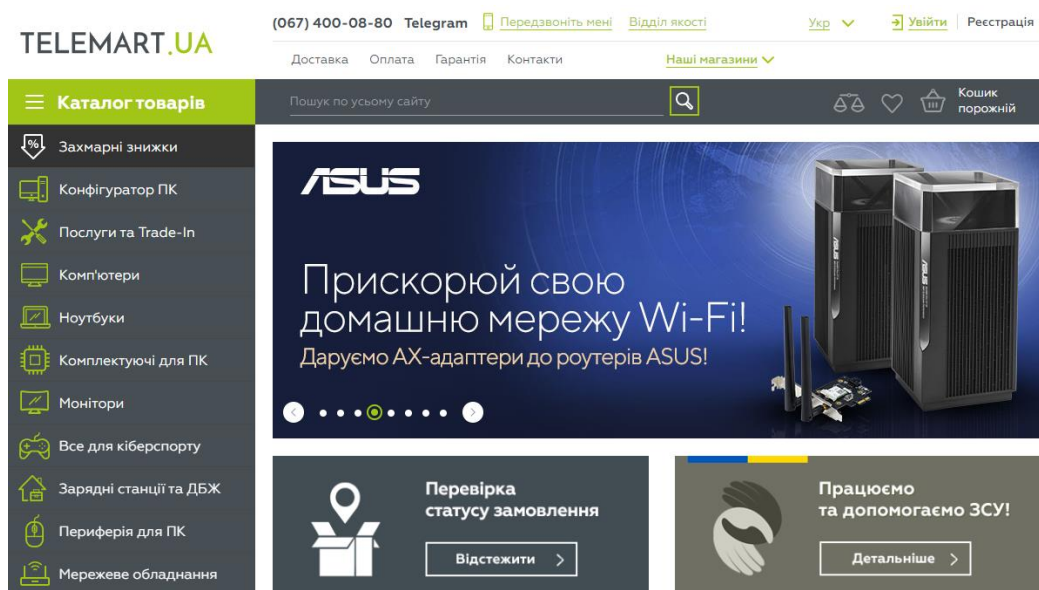 (067) 400-08-80 Telegram Передзвоніть мені Відділ якості Укр Увійти Реєстрація
TELEMART.UA
Доставка Оплата Гарантія Контакти Наші магазини
Каталог товарів
Пошук по усьому сайту
Кошик
порожній
Захмарні знижки
Конфігуратор ПК
Послуги та Trade-In
Комп'ютери
Ноутбуки
Комплектуючі для ПК
Монітори
Все для кіберспорту
Зарядні станції та ДБЖ
Периферія для ПК
Мережеве обладнання
ASUS
Прискорюй свою
домашню мережу Wi-Fi!
Даруємо AX-адаптери до роутерів ASUS!
ASUS
ASUS
Перевірка
статусу замовлення
Відстежити
Працюємо
та допомогаємо ЗСУ!
Детальніше